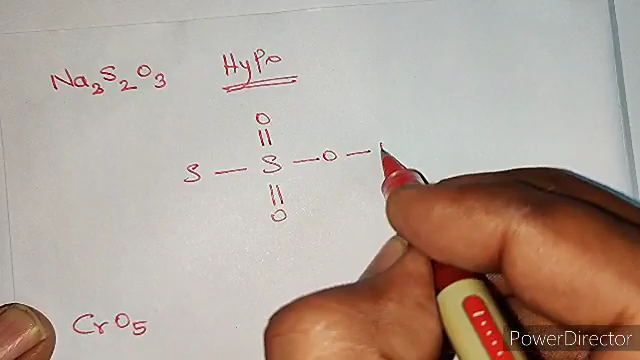 Na2S2O3 HyPo
O
||
S — S — O —
||
O
CrO5
PowerDirector